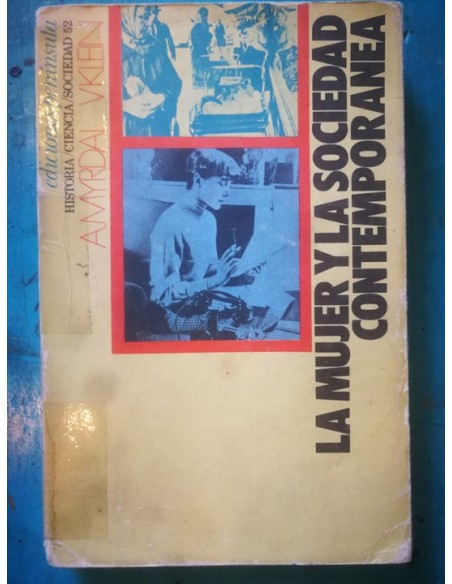 ediciones península
HISTORIA/CIENCIA/SOCIEDAD 52
A.MYRDAL V.KLEIN
LA MUJER Y LA SOCIEDAD
CONTEMPORANEA